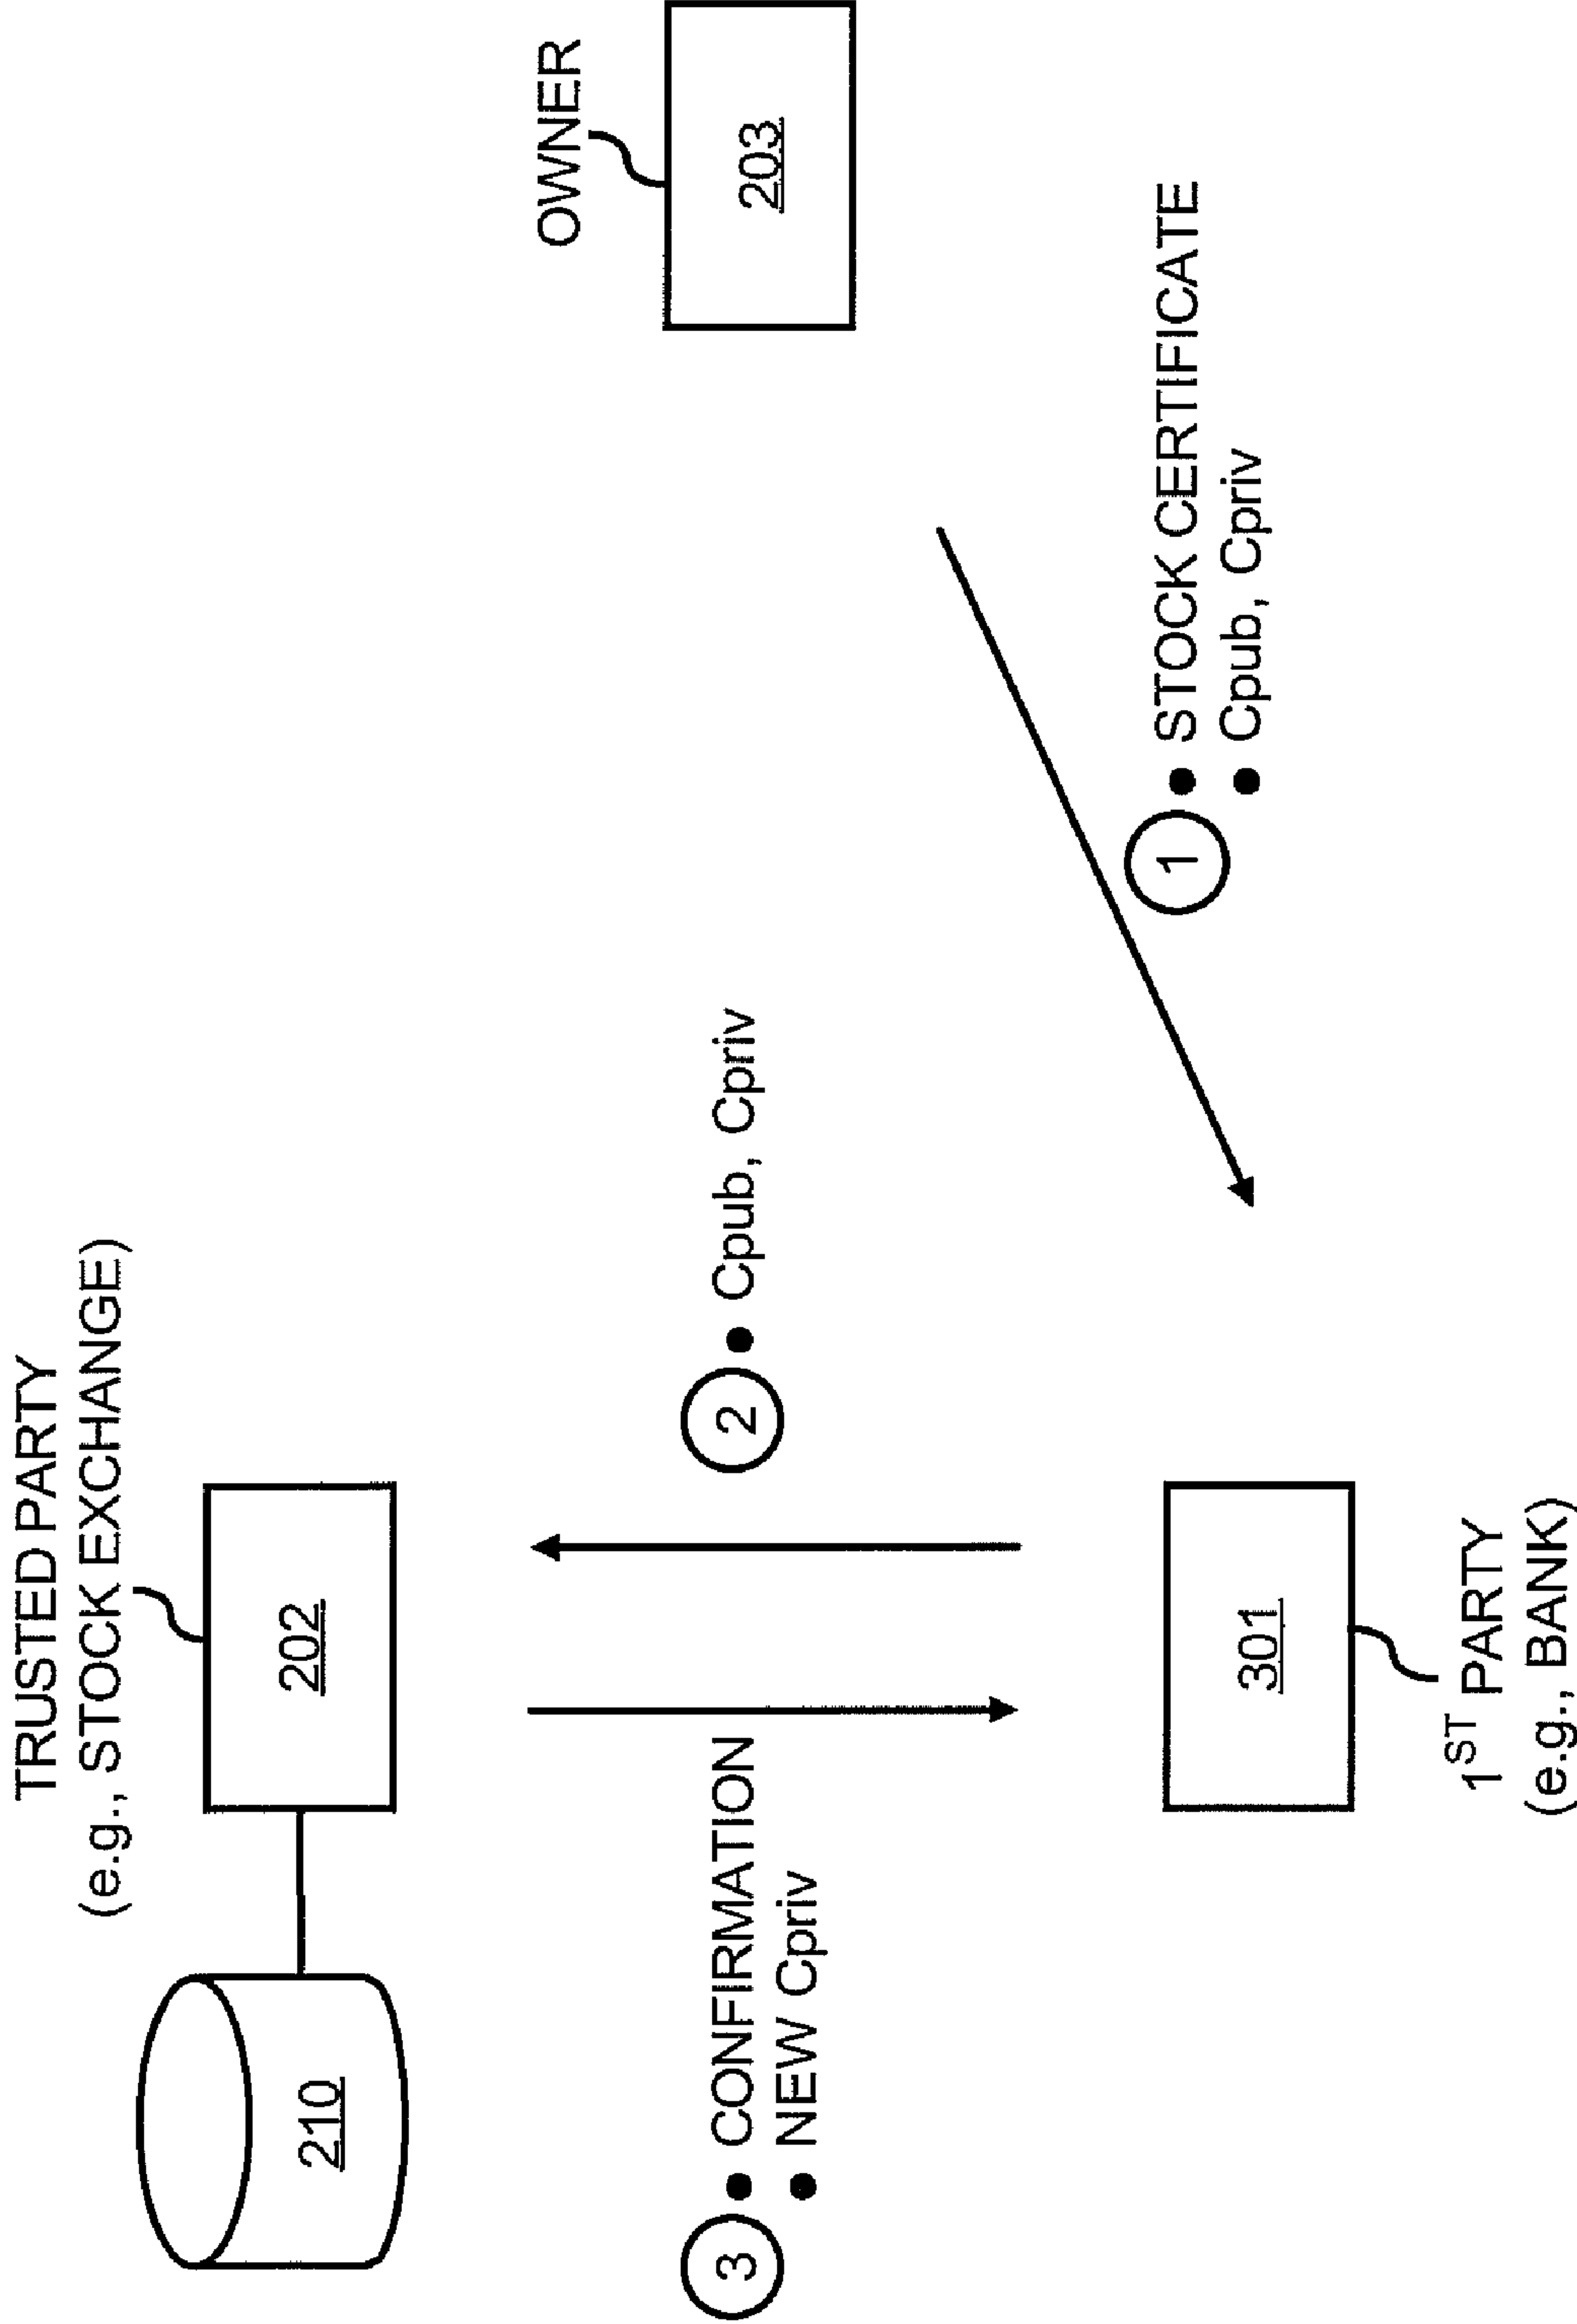 TRUSTED PARTY
(e.g., STOCK EXCHANGE)
210
202
OWNER
203
3 • CONFIRMATION
• NEW Cpriv
2 • Cpub, Cpriv
1 • STOCK CERTIFICATE
• Cpub, Cpriv
301
1ST PARTY
(e.g., BANK)